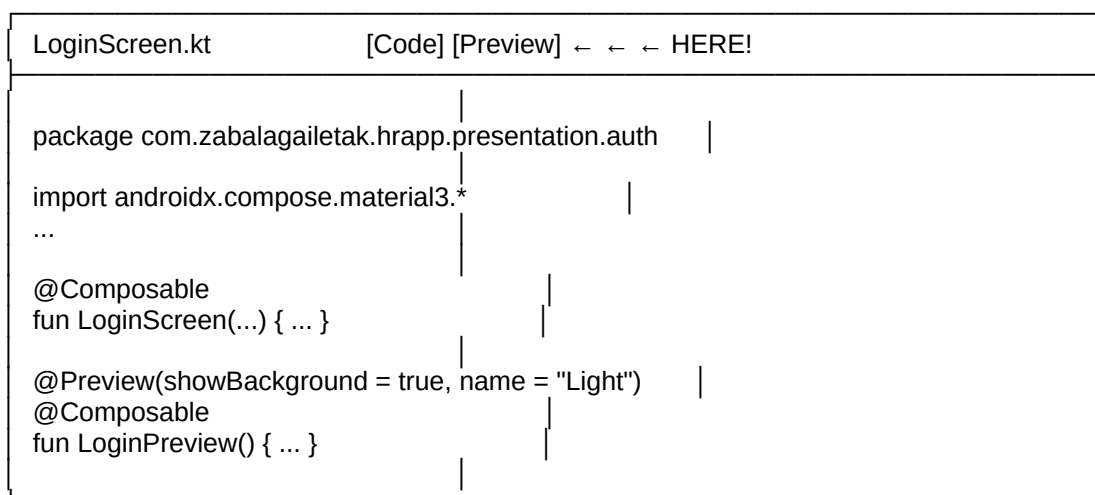 LoginScreen.kt [Code] [Preview] ← ← ← HERE!
package com.zabalagailetak.hrapp.presentation.auth
import androidx.compose.material3.*
...
@Composable
fun LoginScreen(...) { ... }
@Preview(showBackground = true, name = "Light")
@Composable
fun LoginPreview() { ... }